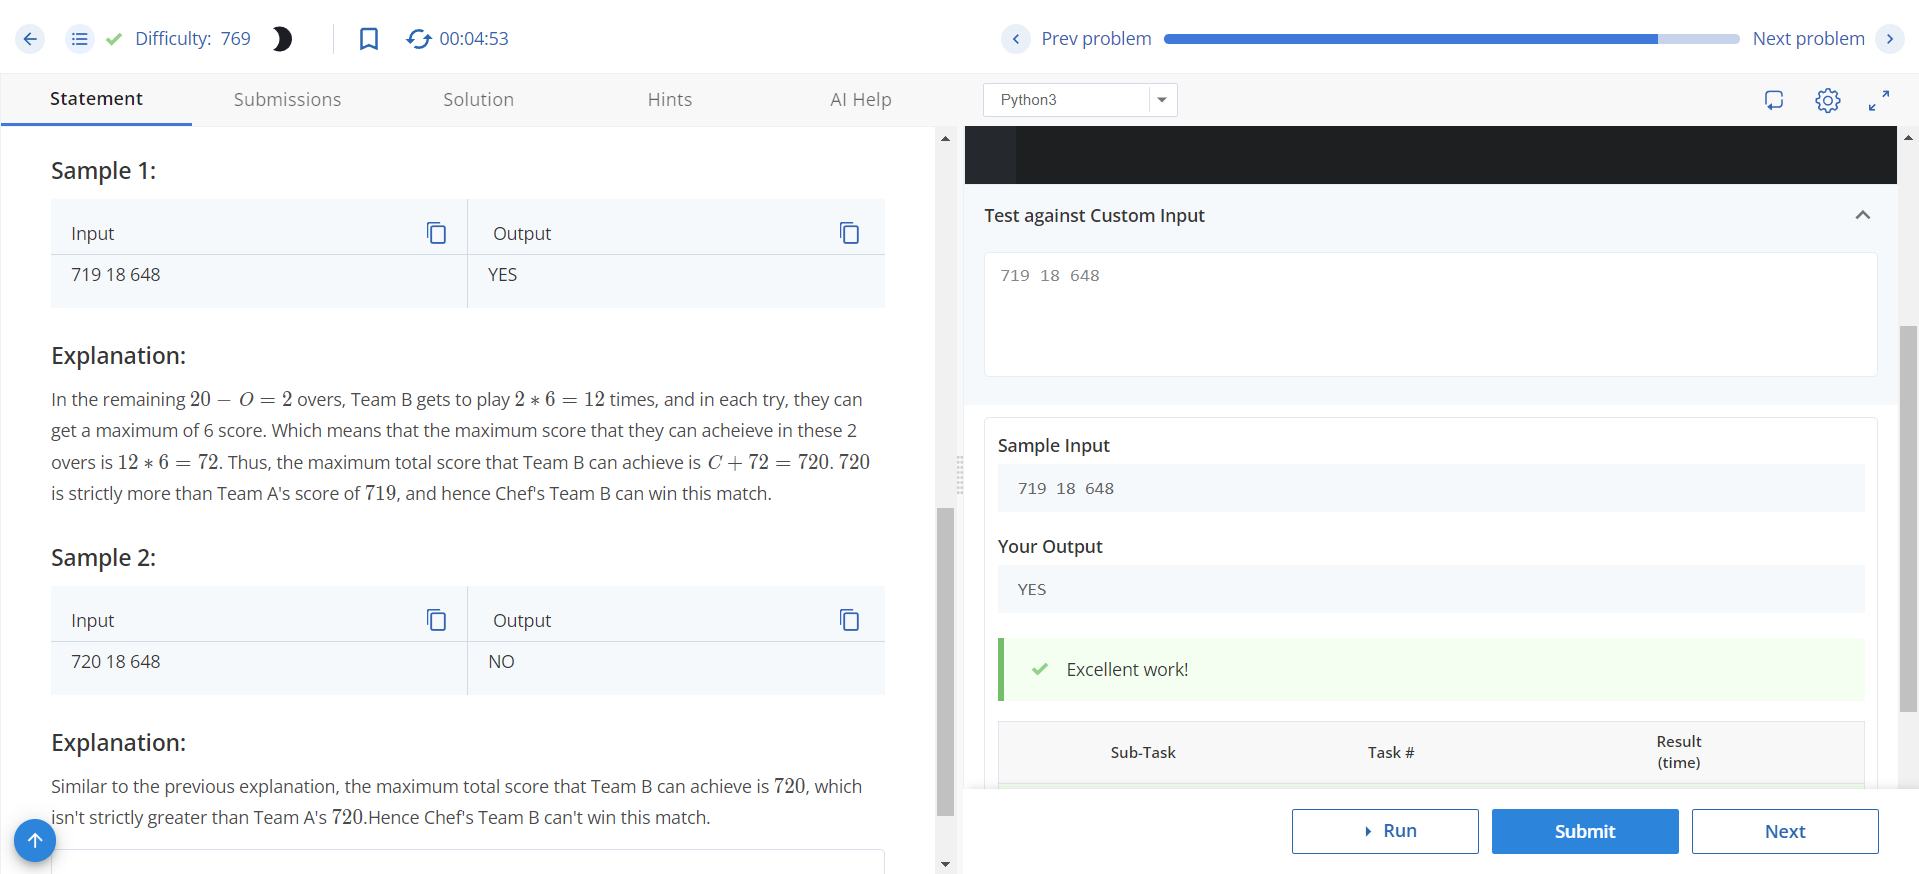 Difficulty: 769
00:04:53
Prev problem
Next problem
Statement
Submissions
Solution
Hints
AI Help
Python3
Sample 1:
Input
Output
719 18 648
YES
Explanation:
In the remaining 20 − O = 2 overs, Team B gets to play 2 ∗ 6 = 12 times, and in each try, they can
get a maximum of 6 score. Which means that the maximum score that they can acheieve in these 2
overs is 12 ∗ 6 = 72. Thus, the maximum total score that Team B can achieve is C + 72 = 720. 720
is strictly more than Team A's score of 719, and hence Chef's Team B can win this match.
Sample 2:
Input
Output
720 18 648
NO
Explanation:
Similar to the previous explanation, the maximum total score that Team B can achieve is 720, which
isn't strictly greater than Team A's 720.Hence Chef's Team B can't win this match.
Test against Custom Input
719 18 648
Sample Input
719 18 648
Your Output
YES
Excellent work!
Sub-Task
Task #
Result
(time)
Run
Submit
Next